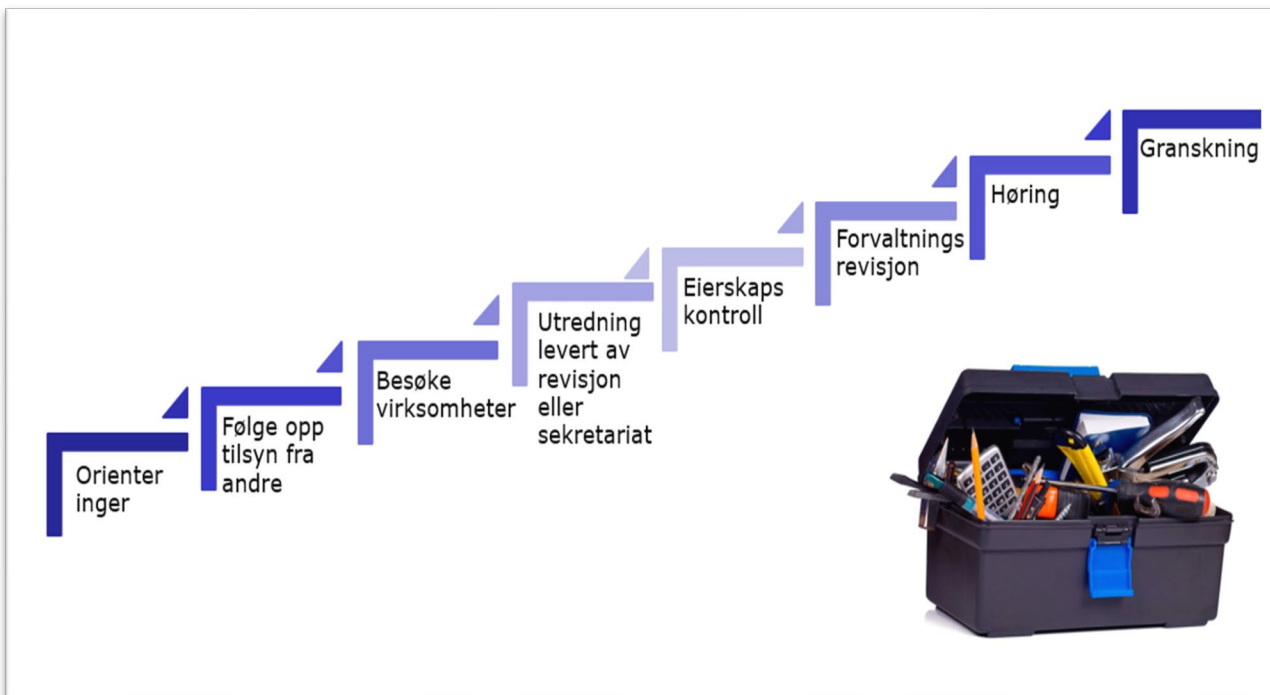 Orienter
inger
Følge opp
tilsyn fra
andre
Besøke
virksomheter
Utredning
levert av
revisjon
eller
sekretariat
Eierskaps
kontroll
Forvaltnings
revisjon
Høring
Granskning